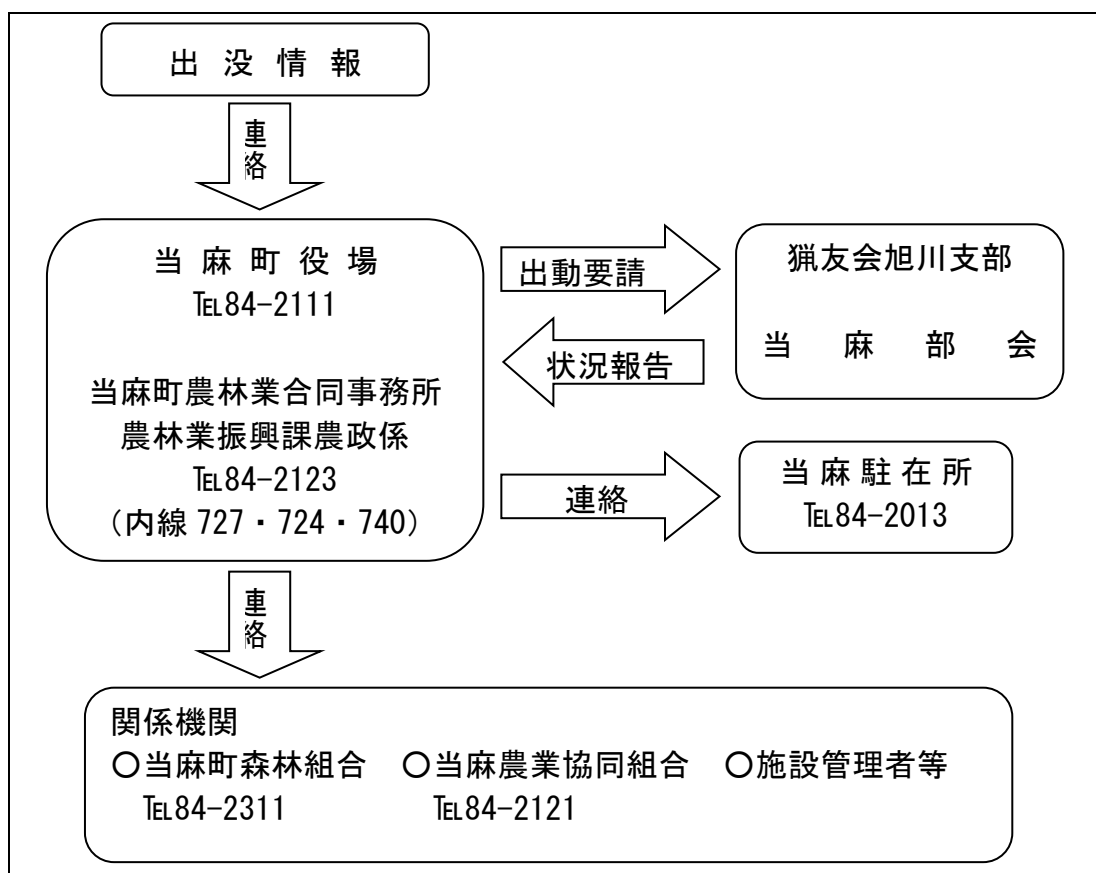 出 没 情 報
連絡
当 麻 町 役 場
℡84-2111
当麻町農林業合同事務所
農林業振興課農政係
℡84-2123
（内線 727・724・740）
出動要請
猟友会旭川支部
当 麻 部 会
状況報告
連絡
当 麻 駐 在 所
℡84-2013
連絡
関係機関
○当麻町森林組合 ○当麻農業協同組合 ○施設管理者等
℡84-2311 ℡84-2121